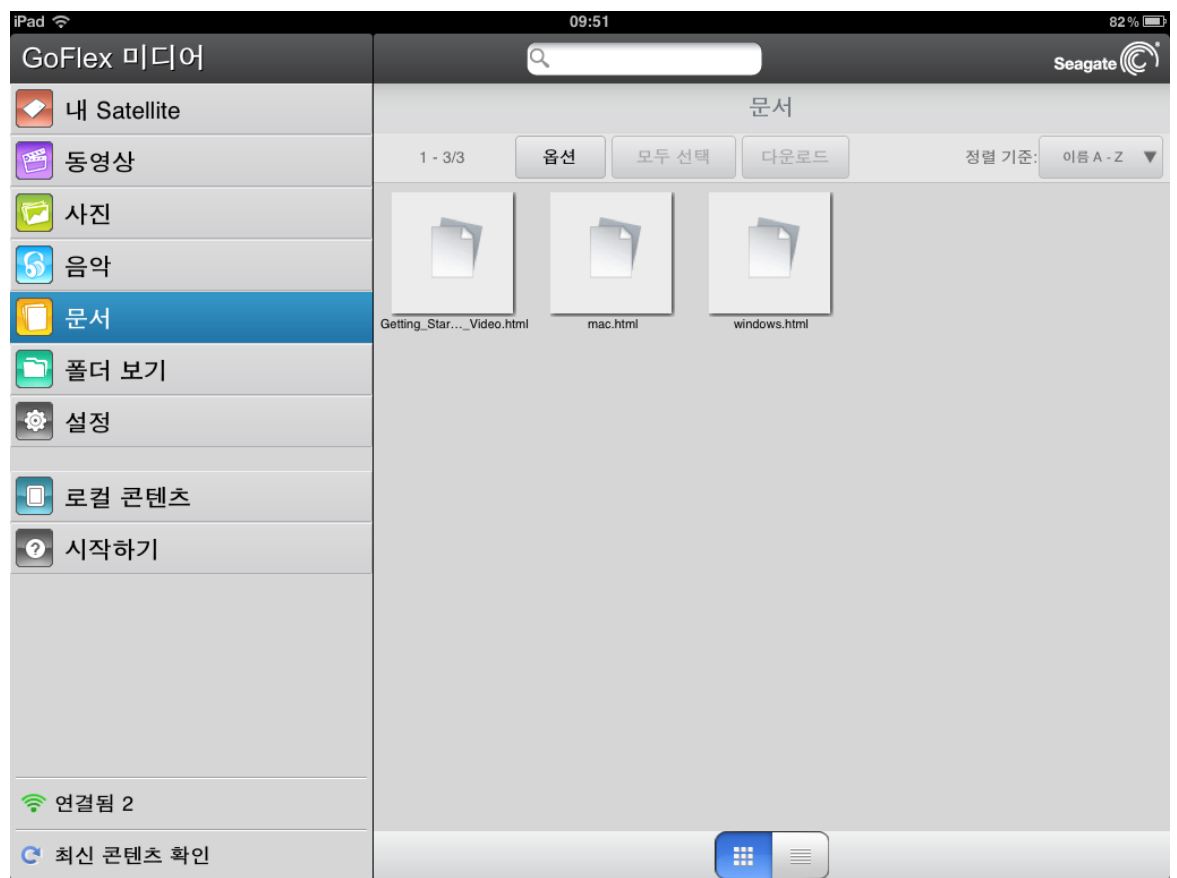 iPad 09:51 82%
GoFlex 미디어
Seagate
내 Satellite
동영상
사진
음악
문서
폴더 보기
설정
로컬 콘텐츠
시작하기
연결됨 2
최신 콘텐츠 확인
문서
1 - 3/3 옵션 모두 선택 다운로드 정렬 기준: 이름 A - Z
Getting_Star..._Video.html mac.html windows.html